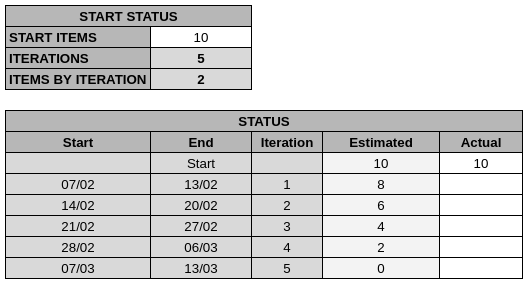 START STATUS
START ITEMS 10
ITERATIONS 5
ITEMS BY ITERATION 2
STATUS
Start End Iteration Estimated Actual
Start 10 10
07/02 13/02 1 8
14/02 20/02 2 6
21/02 27/02 3 4
28/02 06/03 4 2
07/03 13/03 5 0